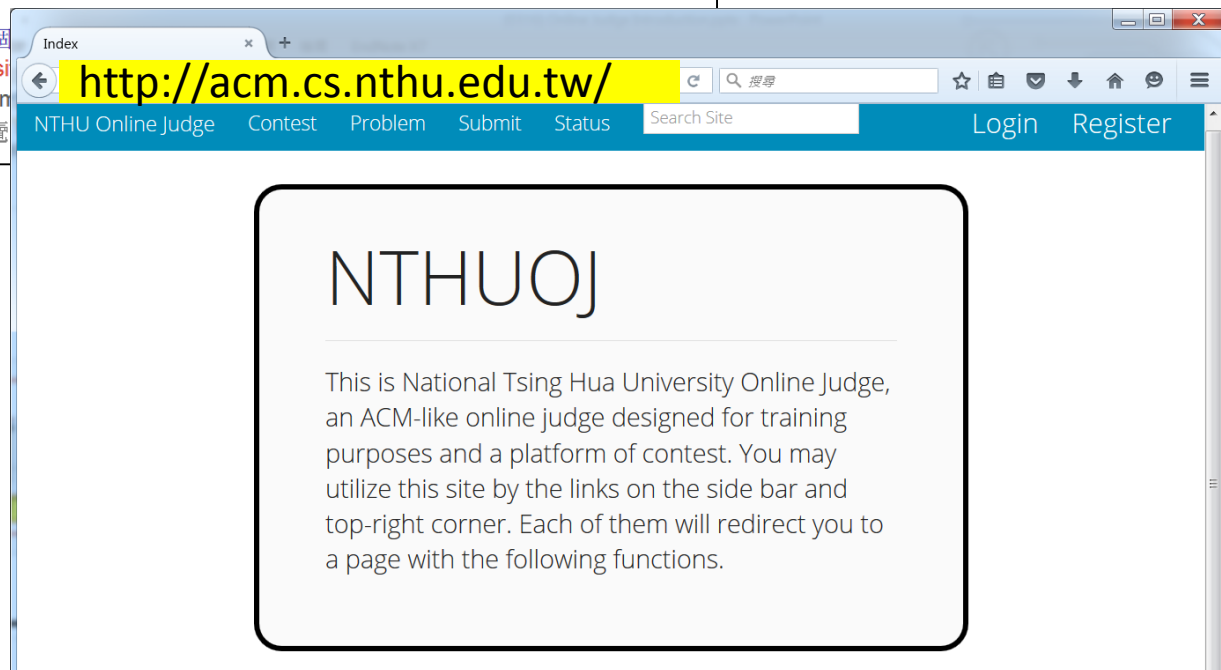 Index
http://acm.cs.nthu.edu.tw/
搜尋
NTHU Online Judge Contest Problem Submit Status Search Site Login Register
NTHUOJ
This is National Tsing Hua University Online Judge,
an ACM-like online judge designed for training
purposes and a platform of contest. You may
utilize this site by the links on the side bar and
top-right corner. Each of them will redirect you to
a page with the following functions.